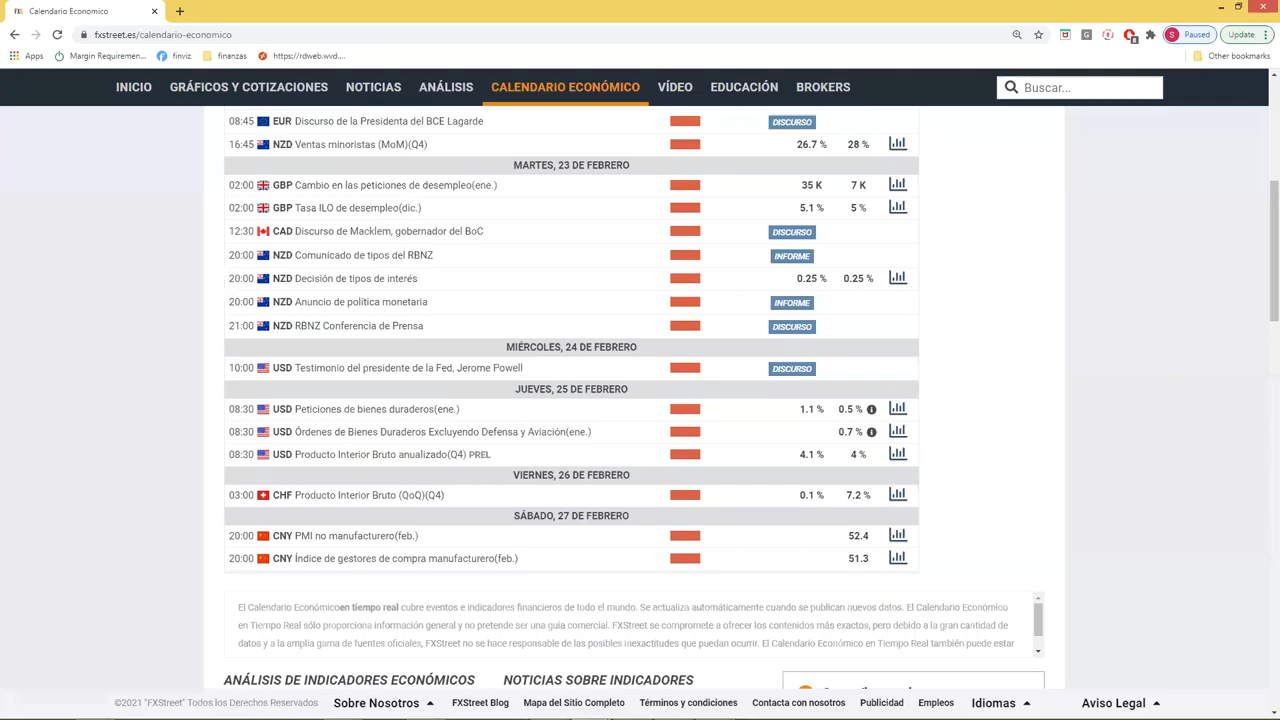 FXS Calendario Economico
fxstreet.es/calendario-economico
Paused
Update
Apps
Margin Requiremen...
finviz
finanzas
https://rdweb.wvd....
Other bookmarks
INICIO GRÁFICOS Y COTIZACIONES NOTICIAS ANÁLISIS CALENDARIO ECONÓMICO VÍDEO EDUCACIÓN BROKERS Buscar...
08:45 EUR Discurso de la Presidenta del BCE Lagarde DISCURSO
16:45 NZD Ventas minoristas (MoM)(Q4) 26.7 % 28 %
MARTES, 23 DE FEBRERO
02:00 GBP Cambio en las peticiones de desempleo(ene.) 35 K 7 K
02:00 GBP Tasa ILO de desempleo(dic.) 5.1 % 5 %
12:30 CAD Discurso de Macklem, gobernador del BoC DISCURSO
20:00 NZD Comunicado de tipos del RBNZ INFORME
20:00 NZD Decisión de tipos de interés 0.25 % 0.25 %
20:00 NZD Anuncio de política monetaria INFORME
21:00 NZD RBNZ Conferencia de Prensa DISCURSO
MIÉRCOLES, 24 DE FEBRERO
10:00 USD Testimonio del presidente de la Fed, Jerome Powell DISCURSO
JUEVES, 25 DE FEBRERO
08:30 USD Peticiones de bienes duraderos(ene.) 1.1 % 0.5 %
08:30 USD Órdenes de Bienes Duraderos Excluyendo Defensa y Aviación(ene.) 0.7 %
08:30 USD Producto Interior Bruto anualizado(Q4) PREL 4.1 % 4 %
VIERNES, 26 DE FEBRERO
03:00 CHF Producto Interior Bruto (QoQ)(Q4) 0.1 % 7.2 %
SÁBADO, 27 DE FEBRERO
20:00 CNY PMI no manufacturero(feb.) 52.4
20:00 CNY Índice de gestores de compra manufacturero(feb.) 51.3
El Calendario Económicoen tiempo real cubre eventos e indicadores financieros de todo el mundo. Se actualiza automáticamente cuando se publican nuevos datos. El Calendario Económico
en Tiempo Real sólo proporciona información general y no pretende ser una guía comercial. FXStreet se compromete a ofrecer los contenidos más exactos, pero debido a la gran cantidad de
datos y a la amplia gama de fuentes oficiales, FXStreet no se hace responsable de las posibles inexactitudes que puedan ocurrir. El Calendario Económico en Tiempo Real también puede estar
ANÁLISIS DE INDICADORES ECONÓMICOS NOTICIAS SOBRE INDICADORES
©2021 "FXStreet" Todos los Derechos Reservados Sobre Nosotros FXStreet Blog Mapa del Sitio Completo Términos y condiciones Contacta con nosotros Publicidad Empleos Idiomas Aviso Legal